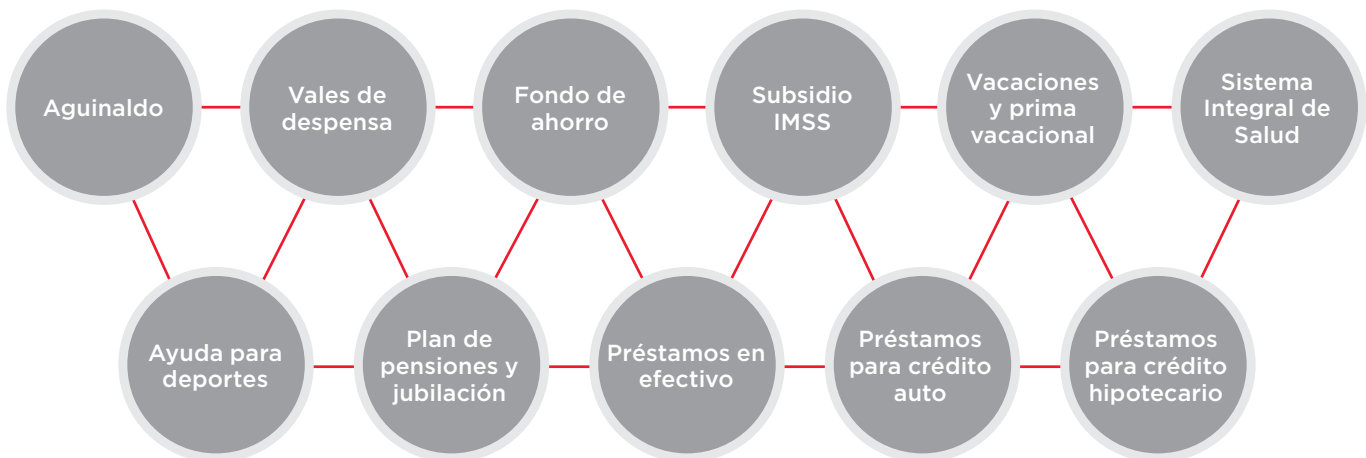 Aguinaldo
Vales de
despensa
Fondo de
ahorro
Subsidio
IMSS
Vacaciones
y prima
vacacional
Sistema
Integral de
Salud
Ayuda para
deportes
Plan de
pensiones y
jubilación
Préstamos en
efectivo
Préstamos
para crédito
auto
Préstamos
para crédito
hipotecario